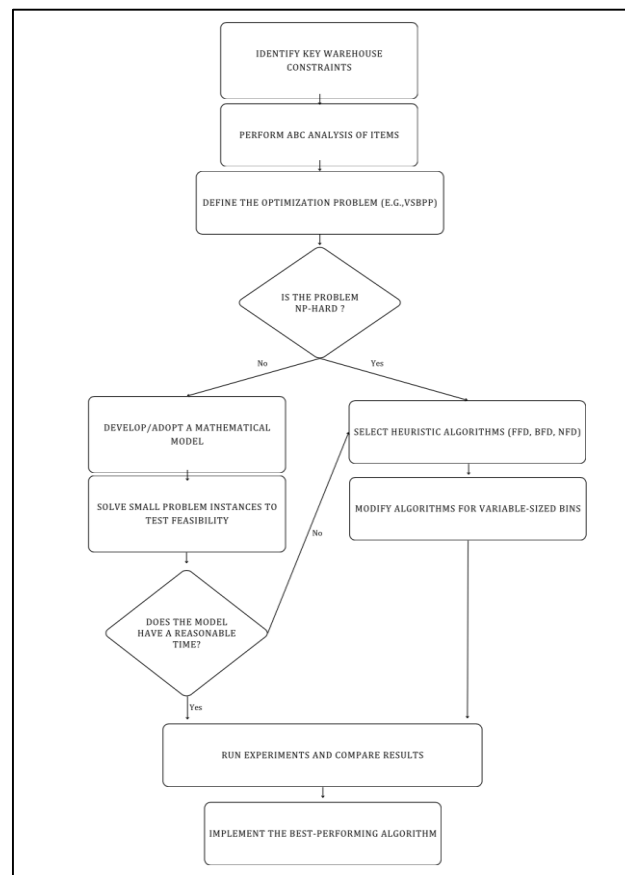 IDENTIFY KEY WAREHOUSE
CONSTRAINTS
PERFORM ABC ANALYSIS OF ITEMS
DEFINE THE OPTIMIZATION PROBLEM (E.G.,VSBPP)
IS THE PROBLEM
NP-HARD ?
No
Yes
DEVELOP/ADOPT A MATHEMATICAL
MODEL
SELECT HEURISTIC ALGORITHMS (FFD, BFD, NFD)
SOLVE SMALL PROBLEM INSTANCES TO
TEST FEASIBILITY
MODIFY ALGORITHMS FOR VARIABLE-SIZED BINS
No
DOES THE MODEL
HAVE A REASONABLE
TIME?
Yes
RUN EXPERIMENTS AND COMPARE RESULTS
IMPLEMENT THE BEST-PERFORMING ALGORITHM